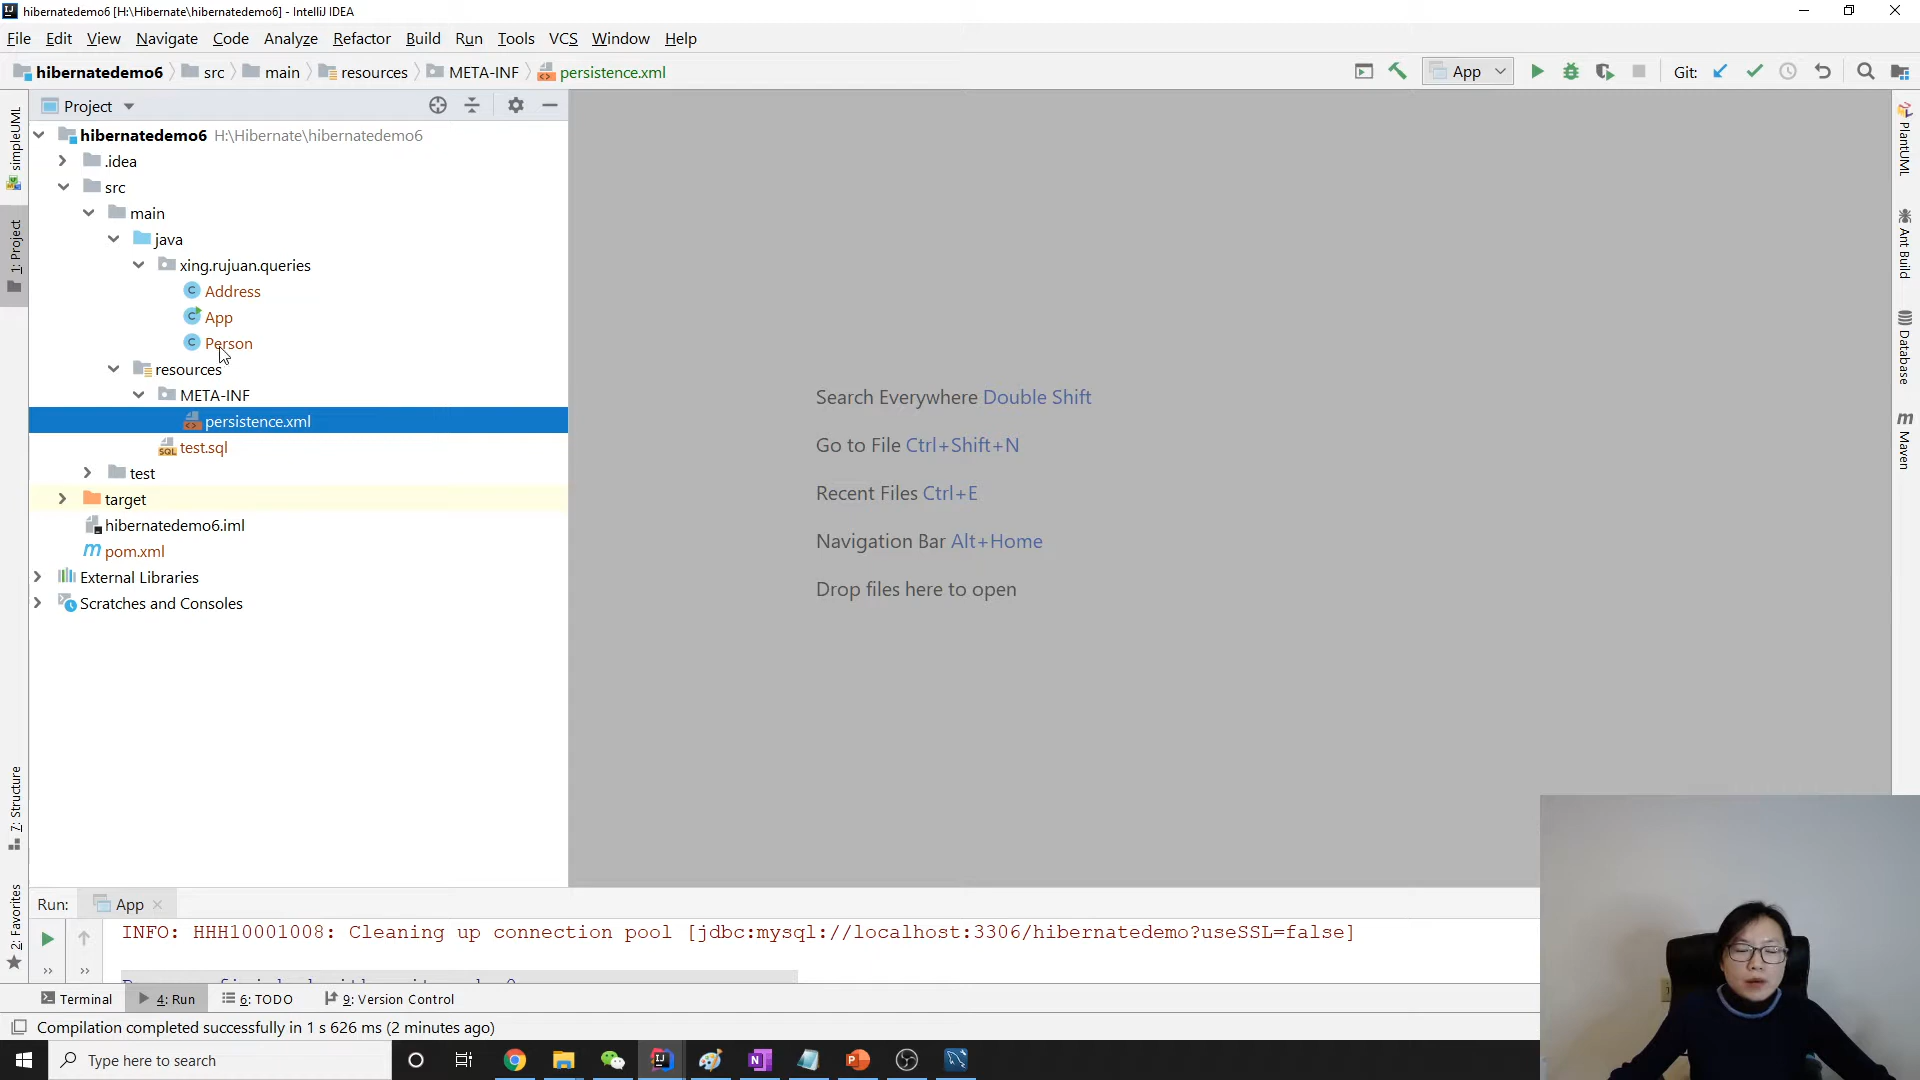 hibernatedemo6 [H:\Hibernate\hibernatedemo6] - IntelliJ IDEA
File Edit View Navigate Code Analyze Refactor Build Run Tools VCS Window Help
hibernatedemo6 src main resources META-INF persistence.xml App Git:
Project
hibernatedemo6 H:\Hibernate\hibernatedemo6
.idea
src
main
java
xing.rujuan.queries
Address
App
Person
resources
META-INF
persistence.xml
test.sql
test
target
hibernatedemo6.iml
pom.xml
External Libraries
Scratches and Consoles
simpleUML
1: Project
7: Structure
2: Favorites
Search Everywhere Double Shift
Go to File Ctrl+Shift+N
Recent Files Ctrl+E
Navigation Bar Alt+Home
Drop files here to open
PlantUML
Ant Build
Database
Maven
Run: App
INFO: HHH10001008: Cleaning up connection pool [jdbc:mysql://localhost:3306/hibernatedemo?useSSL=false]
Terminal 4: Run 6: TODO 9: Version Control
Compilation completed successfully in 1 s 626 ms (2 minutes ago)
Type here to search